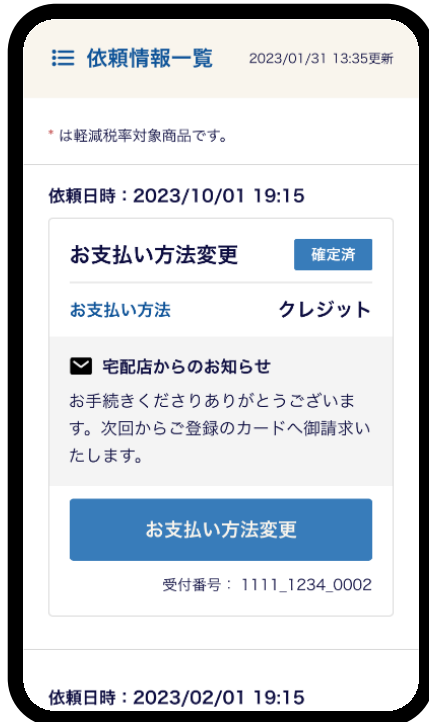 依頼情報一覧 2023/01/31 13:35更新
* は軽減税率対象商品です。
依頼日時：2023/10/01 19:15
お支払い方法変更 確定済
お支払い方法 クレジット
宅配店からのお知らせ
お手続きくださりありがとうございま
す。次回からご登録のカードへ御請求い
たします。
お支払い方法変更
受付番号： 1111_1234_0002
依頼日時：2023/02/01 19:15